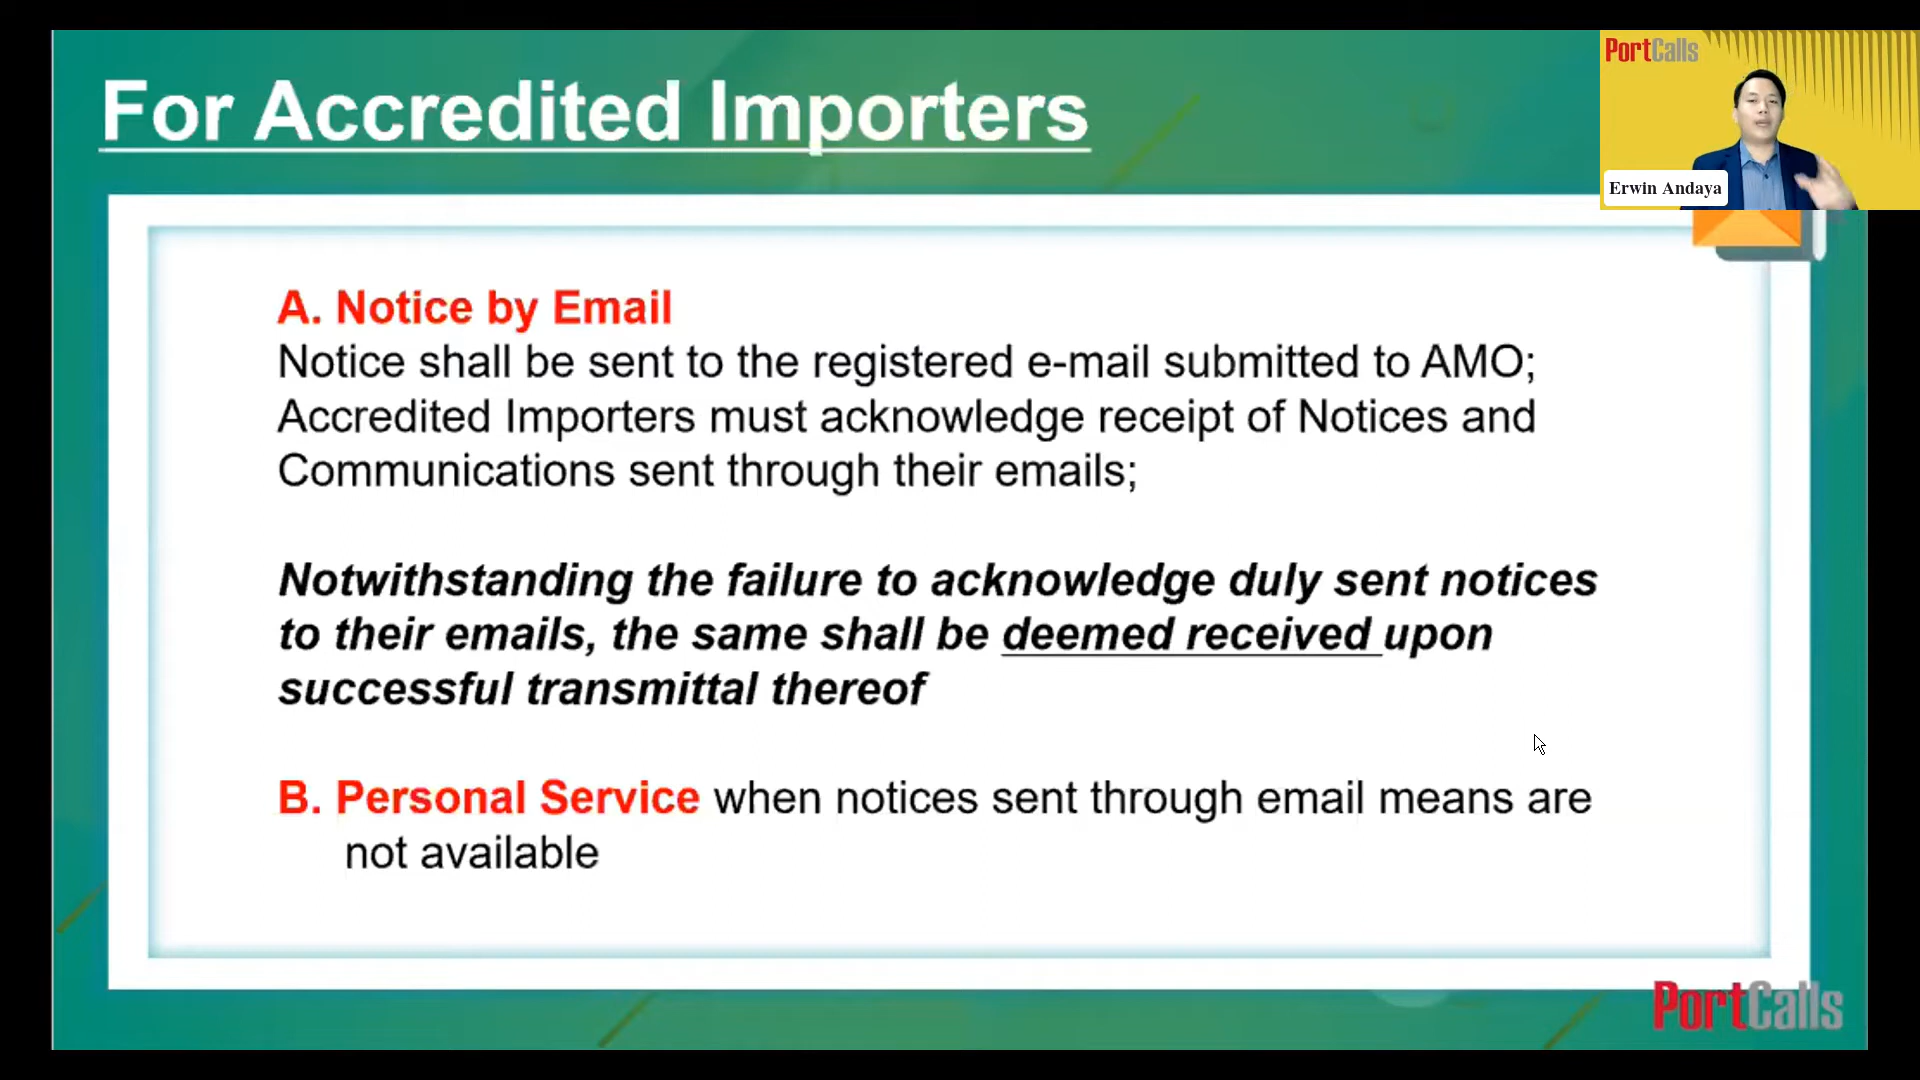 For Accredited Importers
PortCalls
Erwin Andaya
A. Notice by Email
Notice shall be sent to the registered e-mail submitted to AMO;
Accredited Importers must acknowledge receipt of Notices and
Communications sent through their emails;
Notwithstanding the failure to acknowledge duly sent notices
to their emails, the same shall be deemed received upon
successful transmittal thereof
B. Personal Service when notices sent through email means are
not available
PortCalls